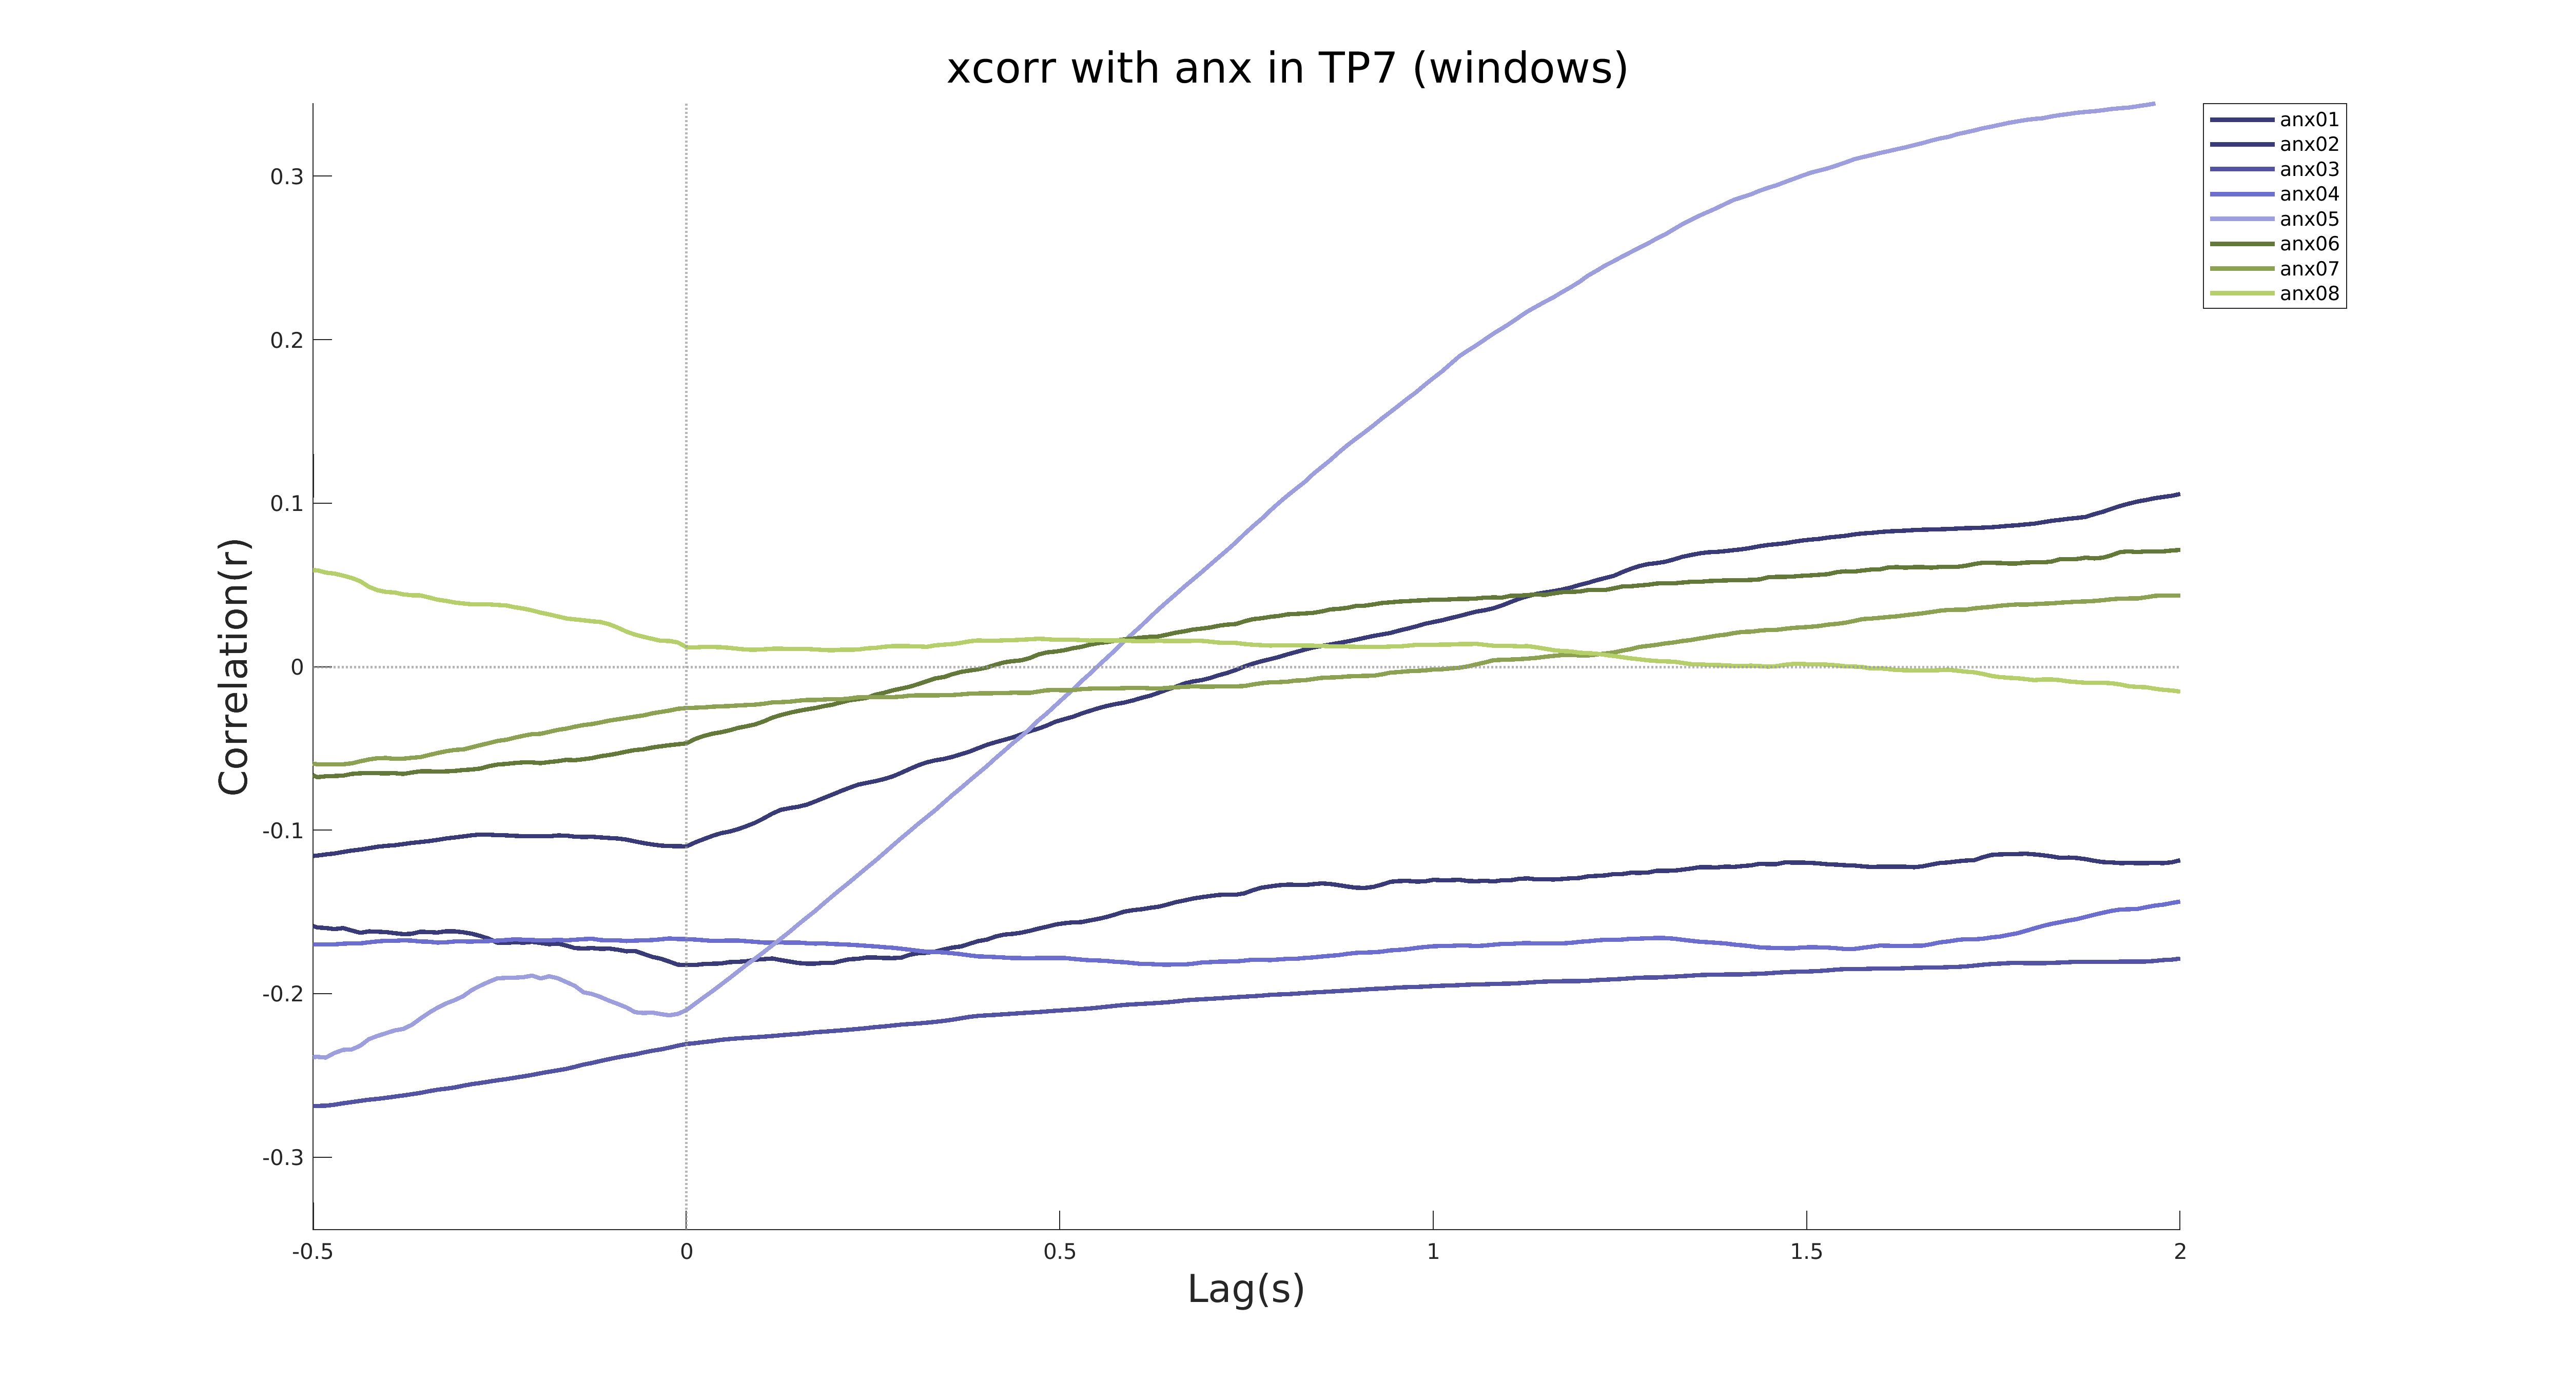 xcorr with anx in TP7 (windows)
anx01
anx02
anx03
anx04
anx05
anx06
anx07
anx08
0.3
0.2
0.1
0
-0.1
-0.2
-0.3
Correlation(r)
-0.5 0 0.5 1 1.5 2
Lag(s)